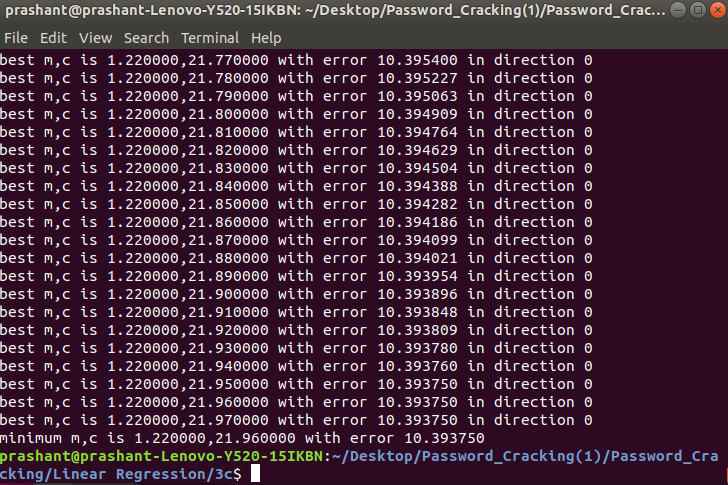 prashant@prashant-Lenovo-Y520-15IKBN: ~/Desktop/Password_Cracking(1)/Password_Crac...
File Edit View Search Terminal Help
best m,c is 1.220000,21.770000 with error 10.395400 in direction 0
best m,c is 1.220000,21.780000 with error 10.395227 in direction 0
best m,c is 1.220000,21.790000 with error 10.395063 in direction 0
best m,c is 1.220000,21.800000 with error 10.394909 in direction 0
best m,c is 1.220000,21.810000 with error 10.394764 in direction 0
best m,c is 1.220000,21.820000 with error 10.394629 in direction 0
best m,c is 1.220000,21.830000 with error 10.394504 in direction 0
best m,c is 1.220000,21.840000 with error 10.394388 in direction 0
best m,c is 1.220000,21.850000 with error 10.394282 in direction 0
best m,c is 1.220000,21.860000 with error 10.394186 in direction 0
best m,c is 1.220000,21.870000 with error 10.394099 in direction 0
best m,c is 1.220000,21.880000 with error 10.394021 in direction 0
best m,c is 1.220000,21.890000 with error 10.393954 in direction 0
best m,c is 1.220000,21.900000 with error 10.393896 in direction 0
best m,c is 1.220000,21.910000 with error 10.393848 in direction 0
best m,c is 1.220000,21.920000 with error 10.393809 in direction 0
best m,c is 1.220000,21.930000 with error 10.393780 in direction 0
best m,c is 1.220000,21.940000 with error 10.393760 in direction 0
best m,c is 1.220000,21.950000 with error 10.393750 in direction 0
best m,c is 1.220000,21.960000 with error 10.393750 in direction 0
best m,c is 1.220000,21.970000 with error 10.393750 in direction 0
minimum m,c is 1.220000,21.960000 with error 10.393750
prashant@prashant-Lenovo-Y520-15IKBN:~/Desktop/Password_Cracking(1)/Password_Cra
cking/Linear Regression/3c$